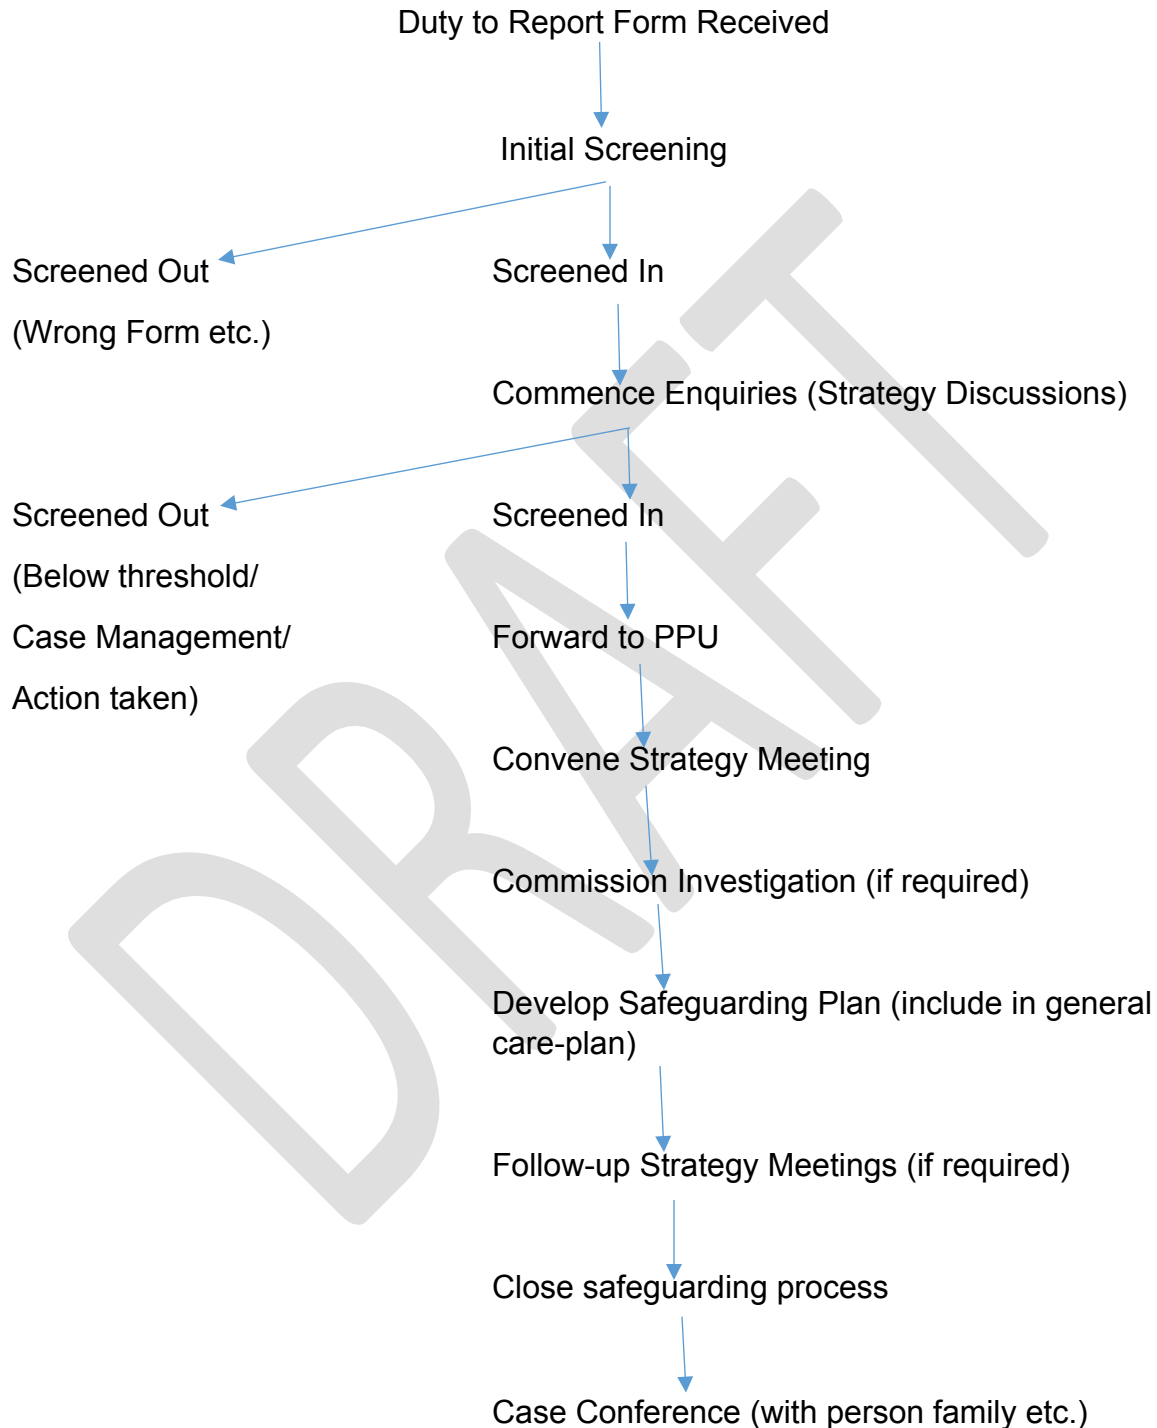 Duty to Report Form Received
Initial Screening
Screened Out
Screened In
(Wrong Form etc.)
Commence Enquiries (Strategy Discussions)
Screened Out
Screened In
(Below threshold/
Case Management/
Forward to PPU
Action taken)
Convene Strategy Meeting
Commission Investigation (if required)
Develop Safeguarding Plan (include in general
care-plan)
Follow-up Strategy Meetings (if required)
Close safeguarding process
Case Conference (with person family etc.)
DRAFT